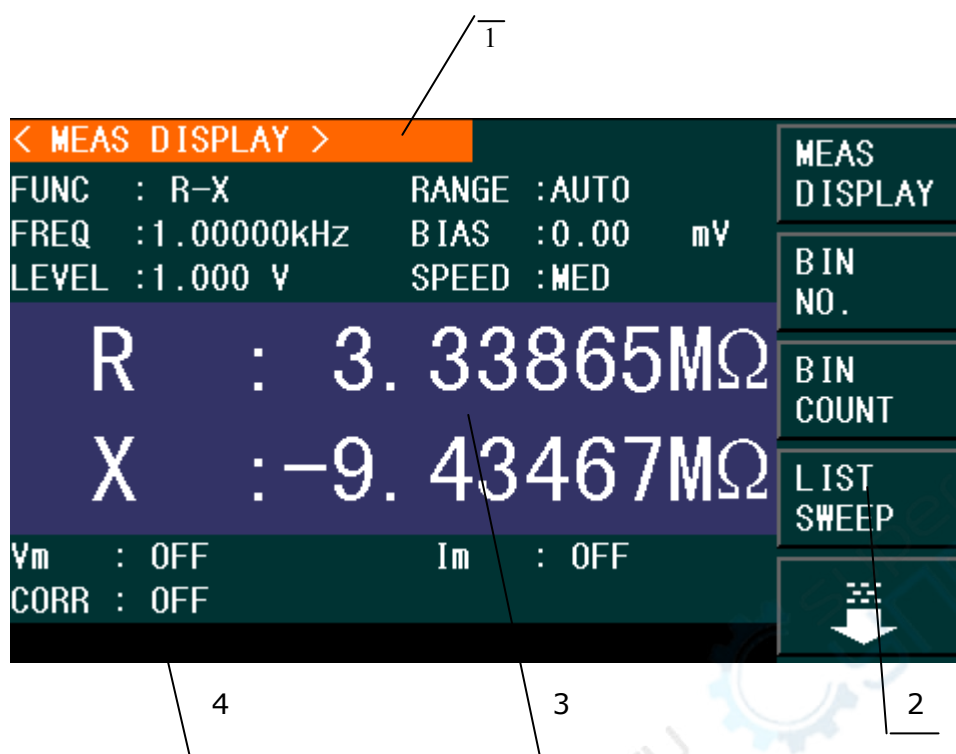 1
< MEAS DISPLAY >
FUNC : R-X RANGE :AUTO
FREQ :1.00000kHz BIAS :0.00 mV
LEVEL :1.000 V SPEED :MED
R : 3.33865MΩ
X :-9.43467MΩ
Vm : OFF Im : OFF
CORR : OFF
MEAS
DISPLAY
BIN
NO.
BIN
COUNT
LIST
SWEEP
4 3 2